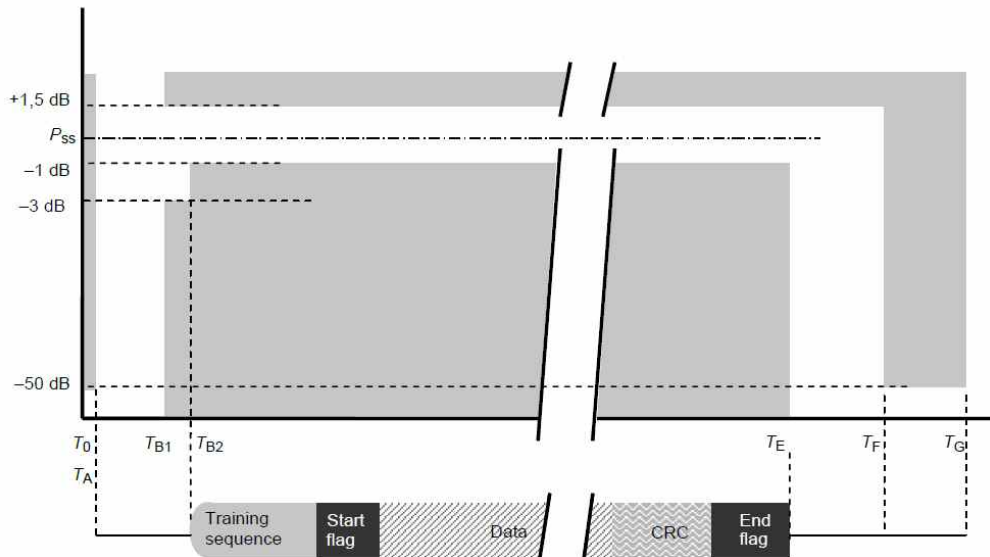 +1,5 dB
Pss
–1 dB
–3 dB
–50 dB
T0 TB1 TB2 TE TF TG
TA
Training sequence
Start flag
Data
CRC
End flag